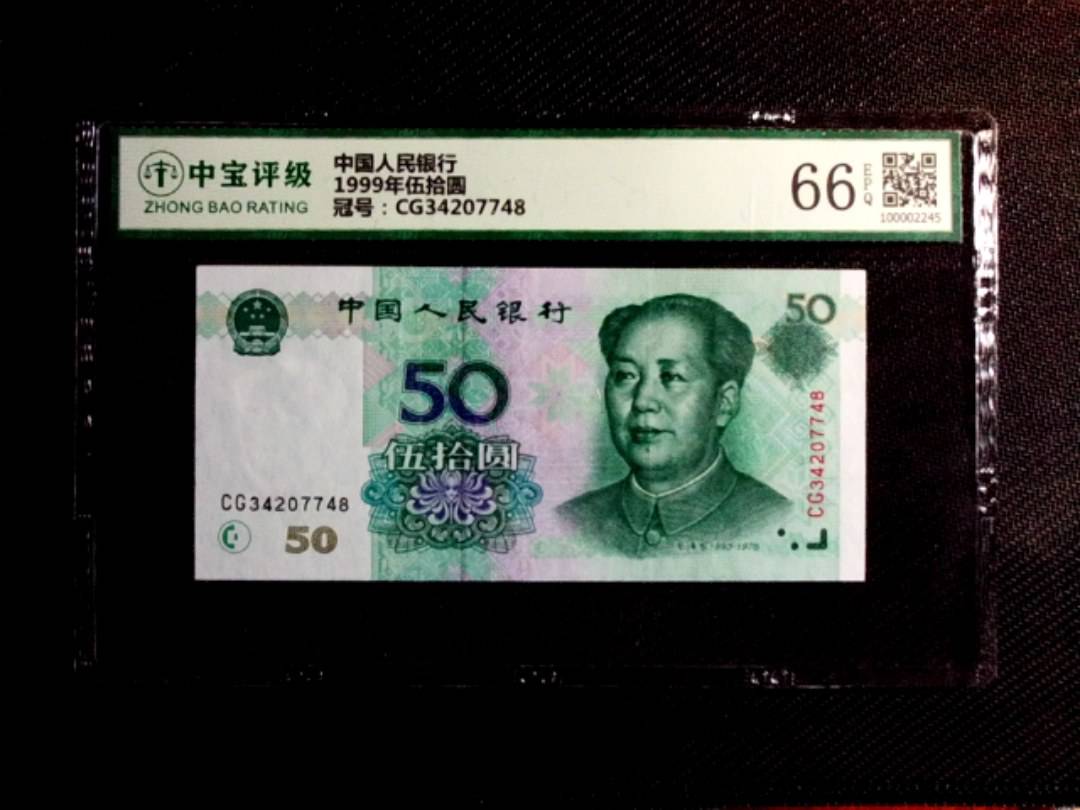 中宝评级
ZHONG BAO RATING
中国人民银行
1999年伍拾圆
冠号：CG34207748
66
EPQ
100002245
中国人民银行
50
50
伍拾圆
CG34207748
CG34207748
50